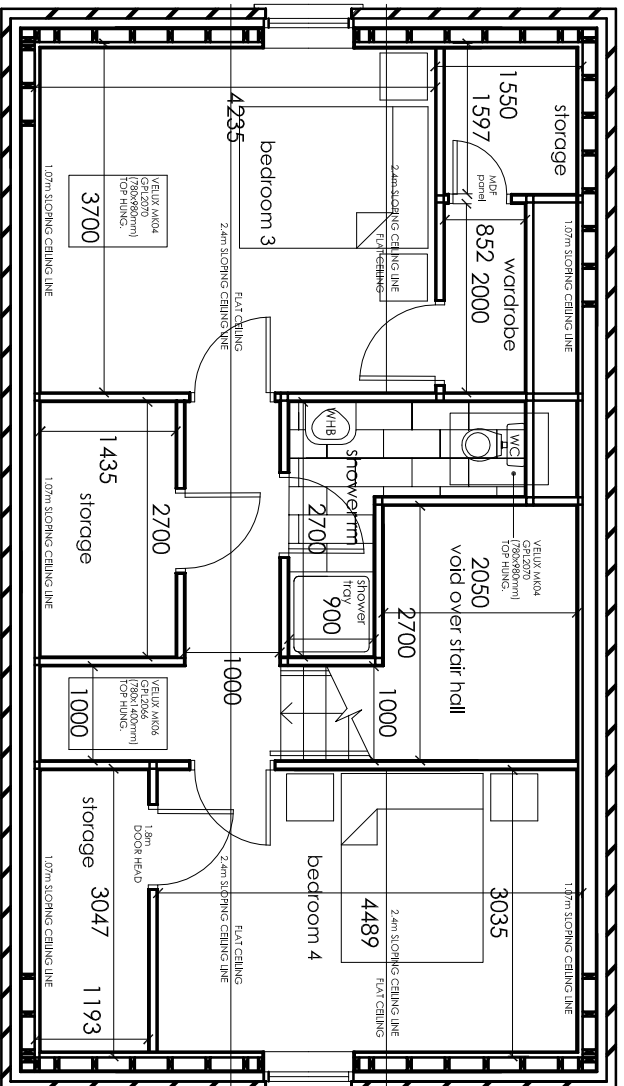 storage
1550
1597
MDF
panel
1.07m SLOPING CEILING LINE
wardrobe
852
2000
4235
bedroom 3
2.4m SLOPING CEILING LINE
FLAT CEILING
FLAT CEILING
2.4m SLOPING CEILING LINE
VELUX MK04
GPL2070
(780x980mm)
TOP HUNG.
3700
1.07m SLOPING CEILING LINE
WC
WHB
shower rm
2700
shower
tray
900
VELUX MK04
GPL2070
(780x980mm)
TOP HUNG.
2050
void over stair hall
2700
1435
2700
storage
1.07m SLOPING CEILING LINE
1000
1000
VELUX MK06
GPL2066
(780x1400mm)
TOP HUNG.
1000
1.07m SLOPING CEILING LINE
3035
4489
bedroom 4
2.4m SLOPING CEILING LINE
FLAT CEILING
FLAT CEILING
2.4m SLOPING CEILING LINE
1.8m
DOOR HEAD
storage
3047
1193
1.07m SLOPING CEILING LINE